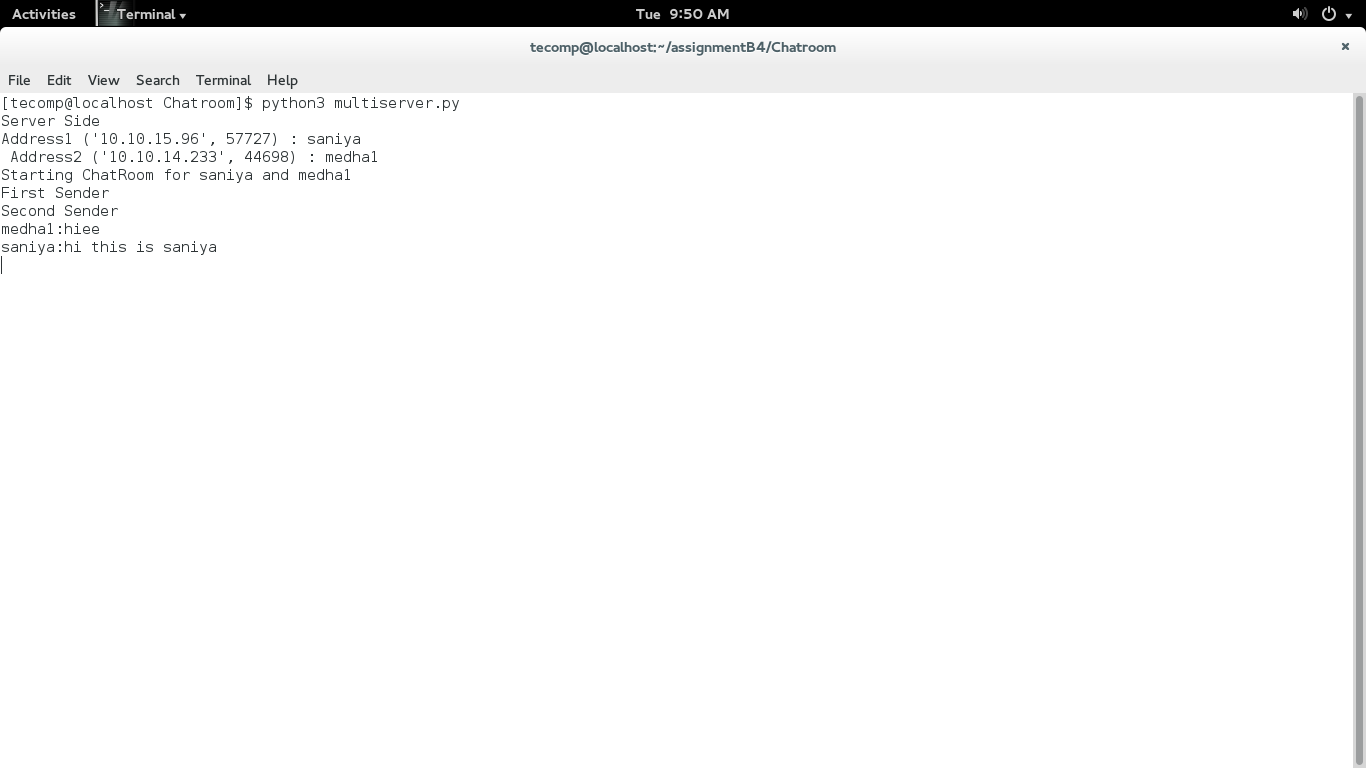 Activities Terminal Tue 9:50 AM
tecomp@localhost:~/assignmentB4/Chatroom
File Edit View Search Terminal Help
[tecomp@localhost Chatroom]$ python3 multiserver.py
Server Side
Address1 ('10.10.15.96', 57727) : saniya
 Address2 ('10.10.14.233', 44698) : medha1
Starting ChatRoom for saniya and medha1
First Sender
Second Sender
medha1:hiee
saniya:hi this is saniya